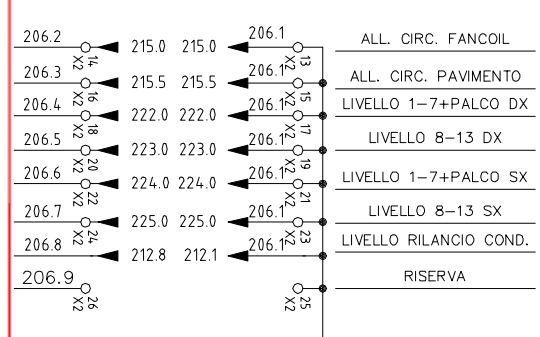 206.2 X2 14 215.0 215.0 206.1 X2 13 ALL. CIRC. FANCOIL
206.3 X2 16 215.5 215.5 206.1 X2 15 ALL. CIRC. PAVIMENTO
206.4 X2 18 222.0 222.0 206.1 X2 17 LIVELLO 1-7+PALCO DX
206.5 X2 20 223.0 223.0 206.1 X2 19 LIVELLO 8-13 DX
206.6 X2 22 224.0 224.0 206.1 X2 21 LIVELLO 1-7+PALCO SX
206.7 X2 24 225.0 225.0 206.1 X2 23 LIVELLO 8-13 SX
206.8 212.8 212.1 206.1 LIVELLO RILANCIO COND.
206.9 X2 26 X2 25 RISERVA